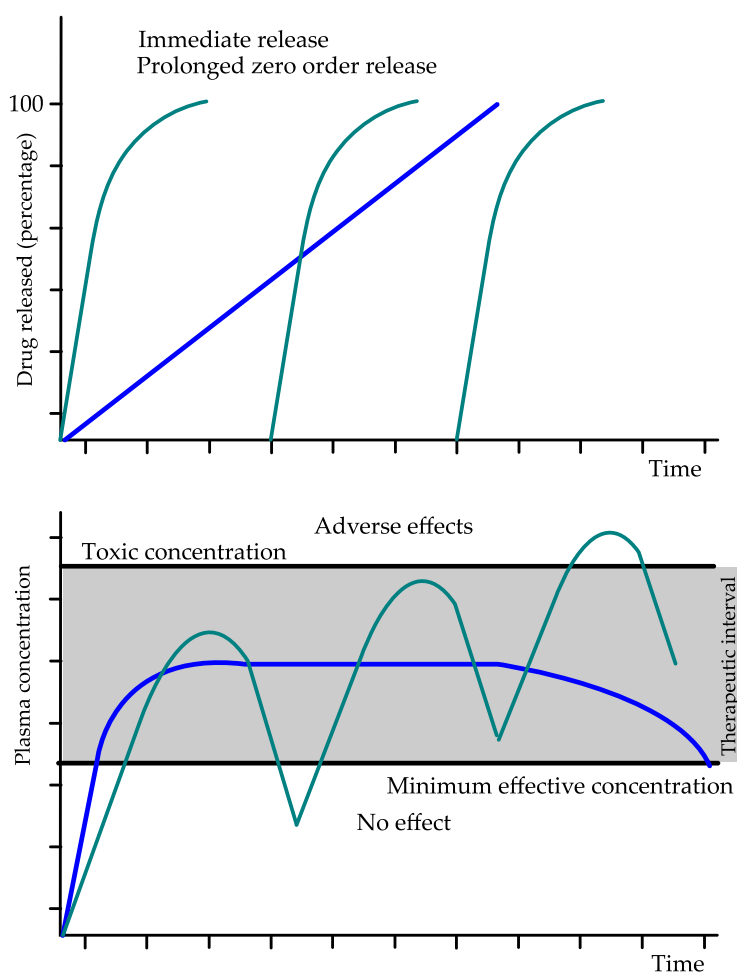 Immediate release
Prolonged zero order release
100
Drug released (percentage)
Time
Adverse effects
Toxic concentration
Plasma concentration
Therapeutic interval
Minimum effective concentration
No effect
Time